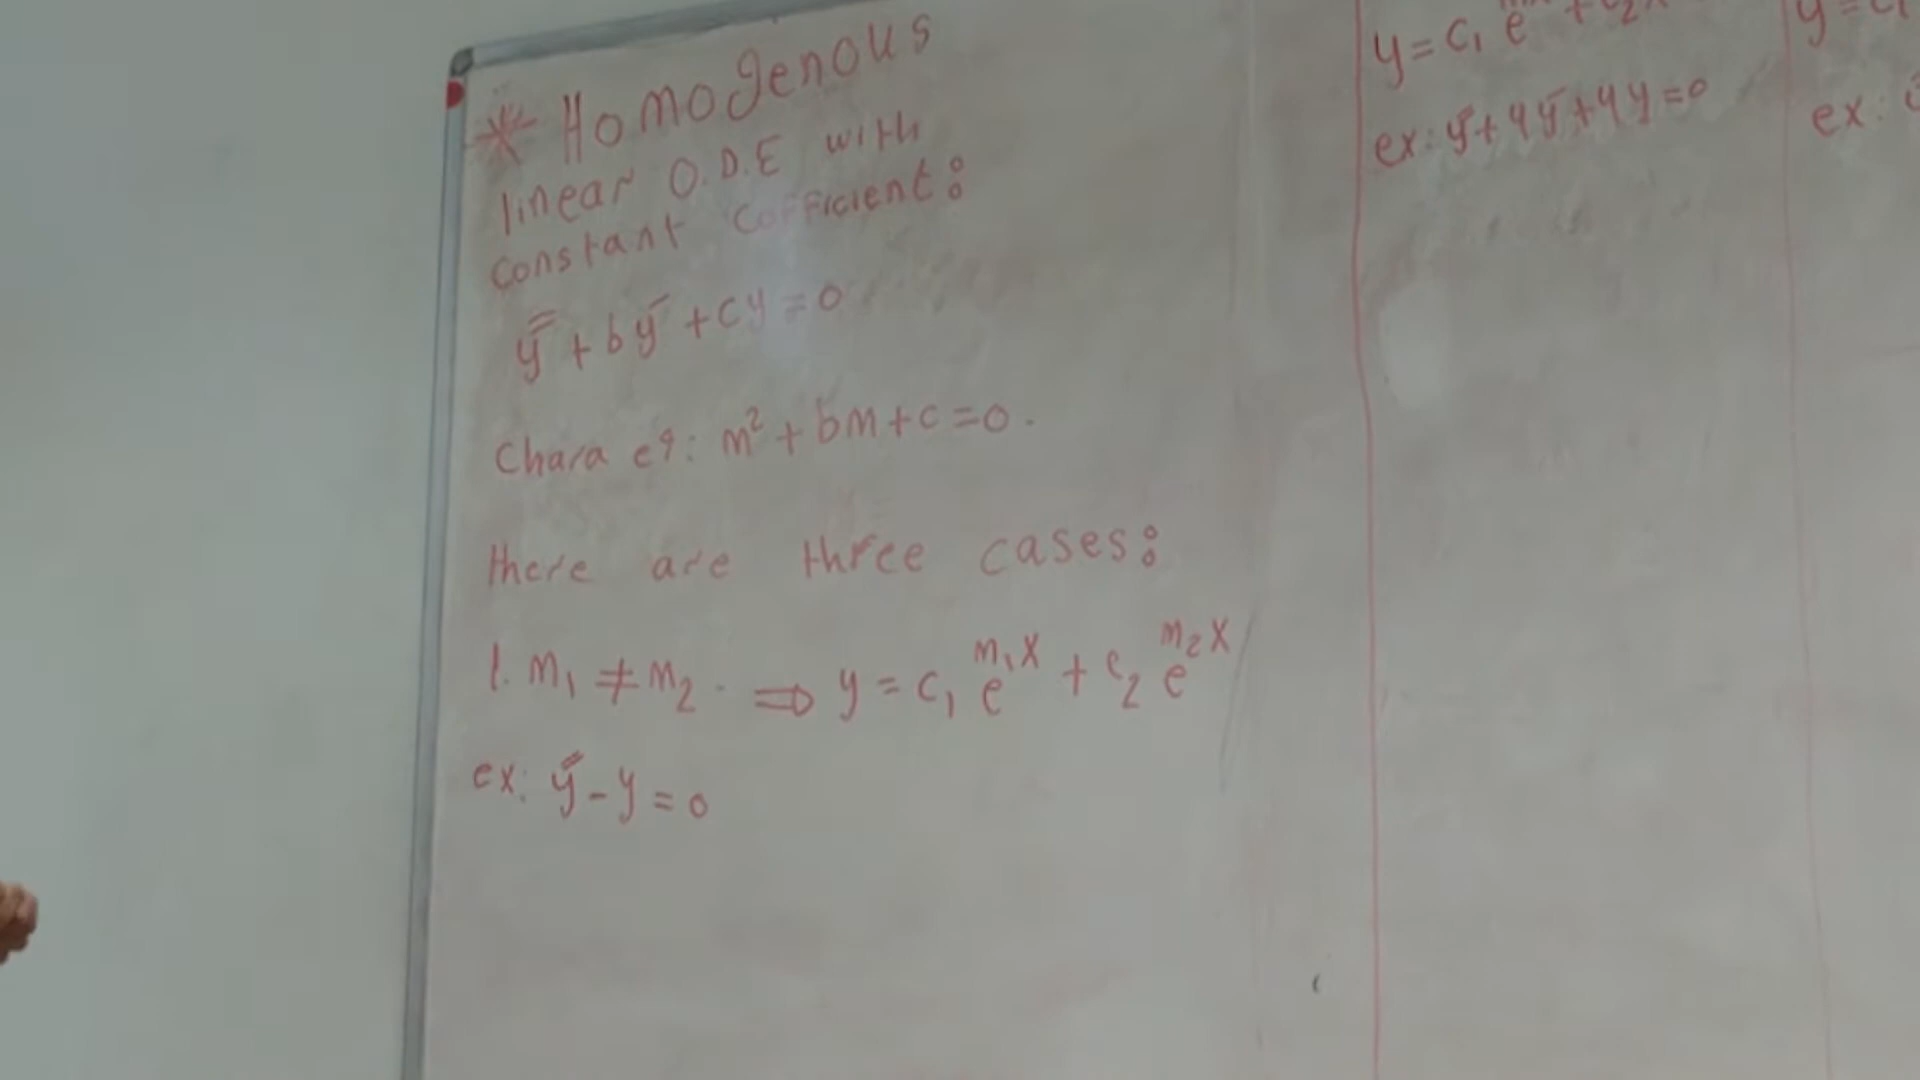 * Homogenous
linear O.D.E with
constant Cofficient:
y̿ + by̅ + cy = 0
Chara eq: m² + bm + c = 0.
there are three cases:
1. m₁ ≠ m₂. ⇒ y = c₁ e^{m₁x} + c₂ e^{m₂x}
ex: y̿ - y = 0
y = c₁ e
ex: y̿ + 4y̅ + 4y = 0
y =
ex: